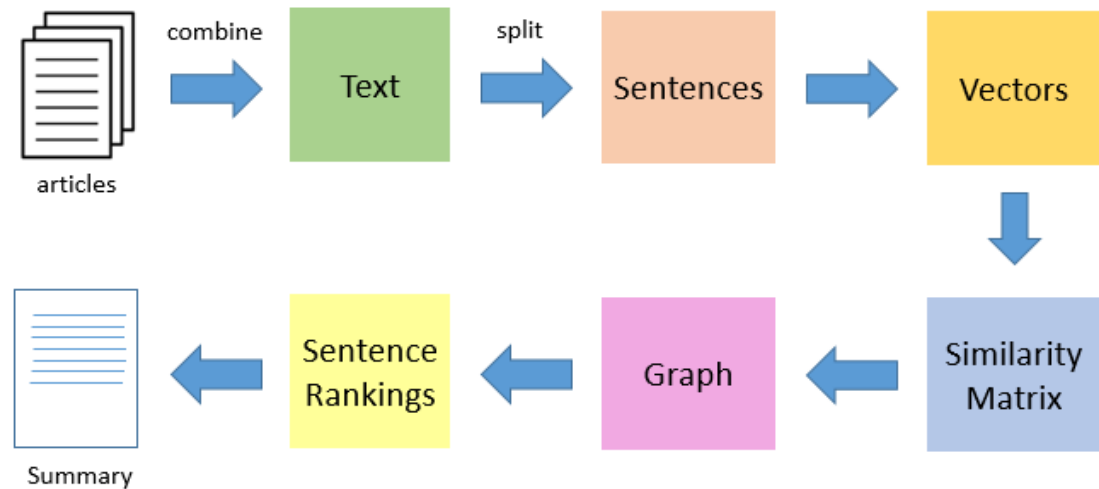 combine
split
Text
Sentences
Vectors
articles
Similarity
Matrix
Graph
Sentence
Rankings
Summary